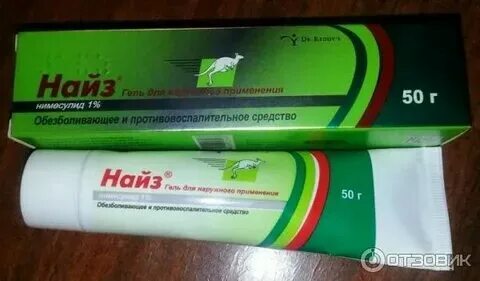 Dr. Reddy's
Найз®
Гель для наружного применения
нимесулид 1%
Обезболивающее и противовоспалительное средство
50 г
Найз®
Гель для наружного применения
нимесулид 1%
Обезболивающее и противовоспалительное средство
50 г
ОТЗОВИК